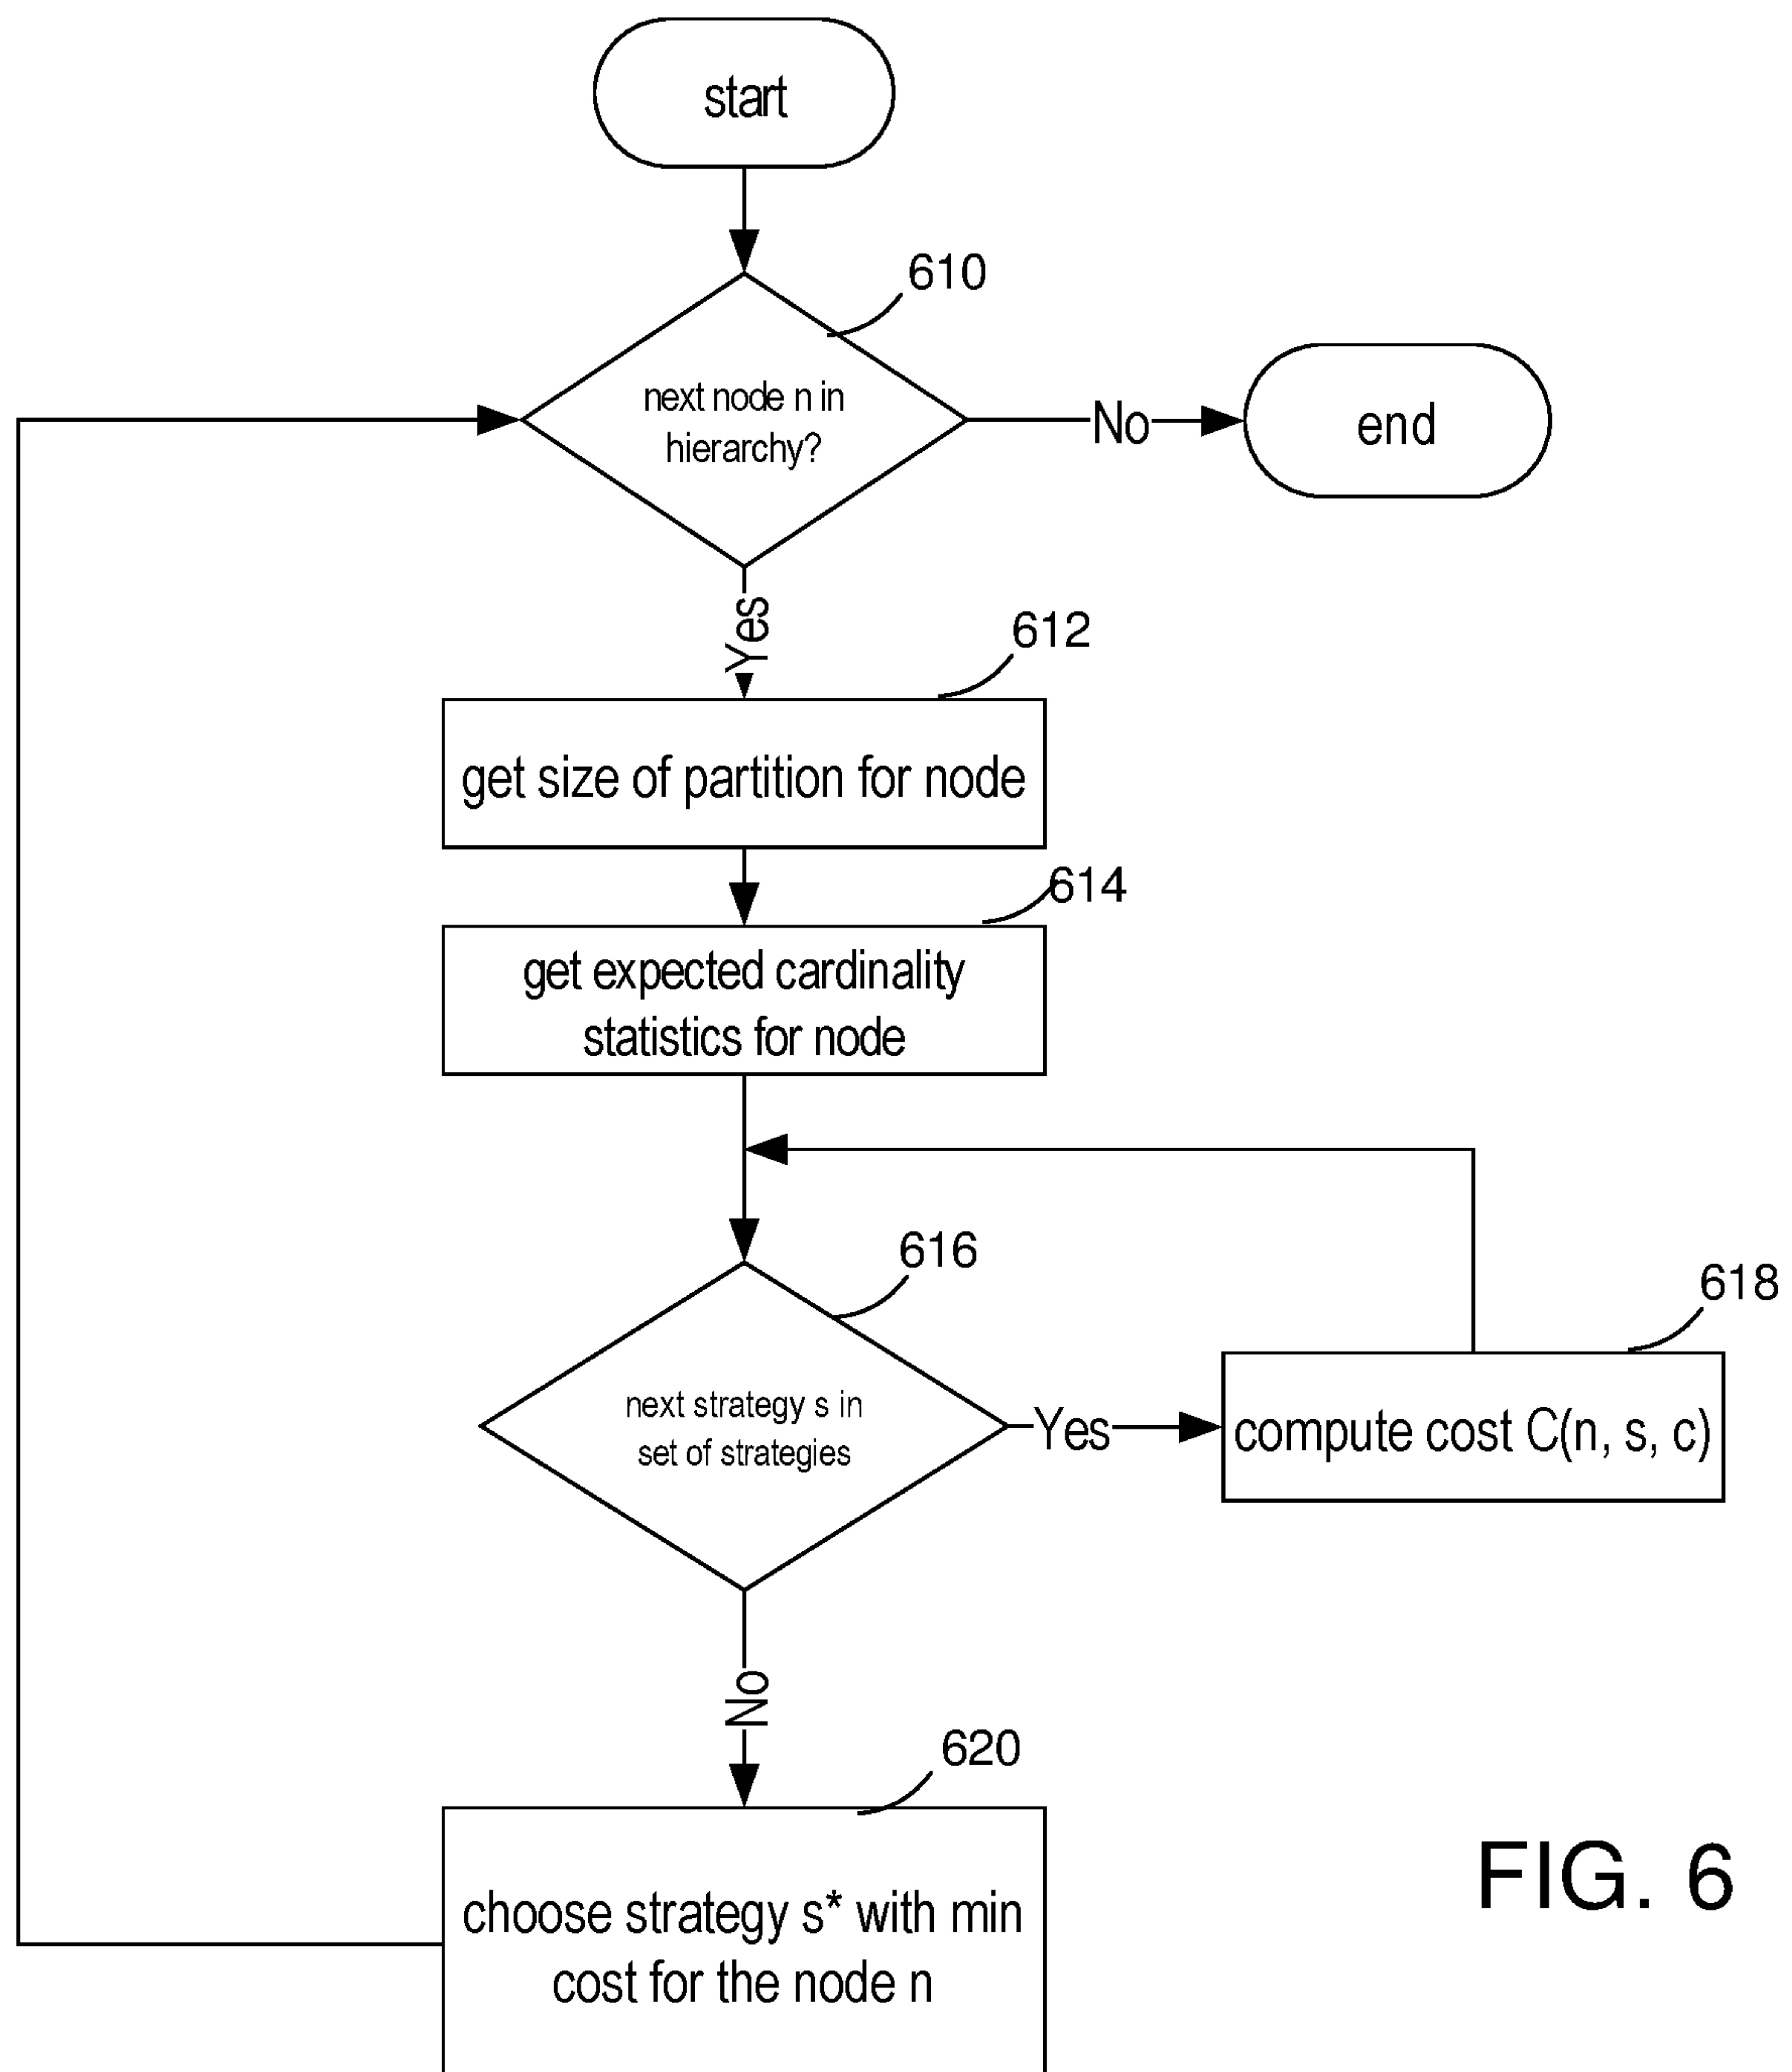 start
610
next node n in
hierarchy?
No
end
Yes
612
get size of partition for node
614
get expected cardinality
statistics for node
616
next strategy s in
set of strategies
Yes
618
compute cost C(n, s, c)
No
620
choose strategy s* with min
cost for the node n
FIG. 6